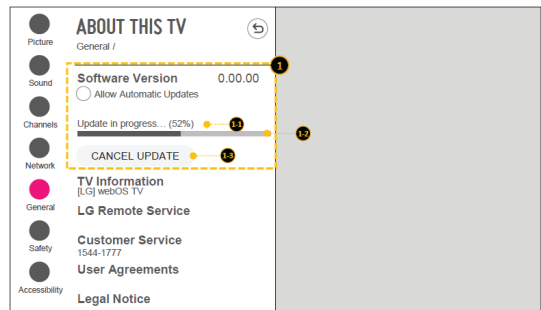 ABOUT THIS TV
General /
Picture
Sound
Channels
Network
General
Safety
Accessibility
1
Software Version 0.00.00
Allow Automatic Updates
Update in progress... (52%) 1-1
1-2
CANCEL UPDATE 1-3
TV Information
[LG] webOS TV
LG Remote Service
Customer Service
1544-1777
User Agreements
Legal Notice